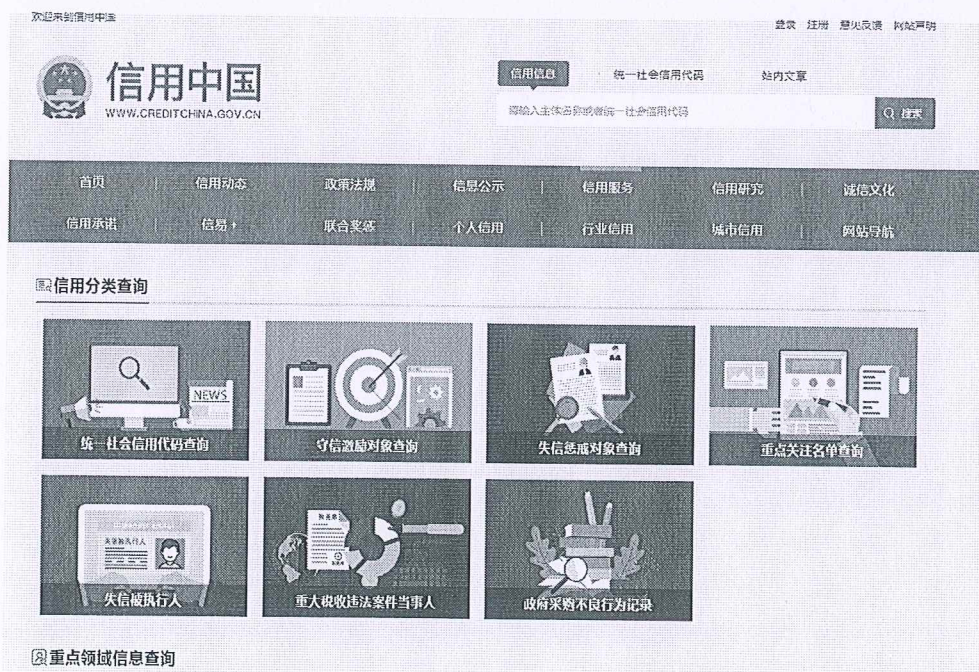 欢迎来到信用中国
登录 注册 意见反馈 网站声明
信用中国
WWW.CREDITCHINA.GOV.CN
信用信息 统一社会信用代码 站内文章
请输入主体名称或者统一社会信用代码
搜索
首页 信用动态 政策法规 信息公示 信用服务 信用研究 诚信文化
信用承诺 信易+ 联合奖惩 个人信用 行业信用 城市信用 网站导航
信用分类查询
NEWS
统一社会信用代码查询
守信激励对象查询
失信惩戒对象查询
重点关注名单查询
失信被执行人
失信被执行人
税务局
重大税收违法案件当事人
政府采购不良行为记录
重点领域信息查询